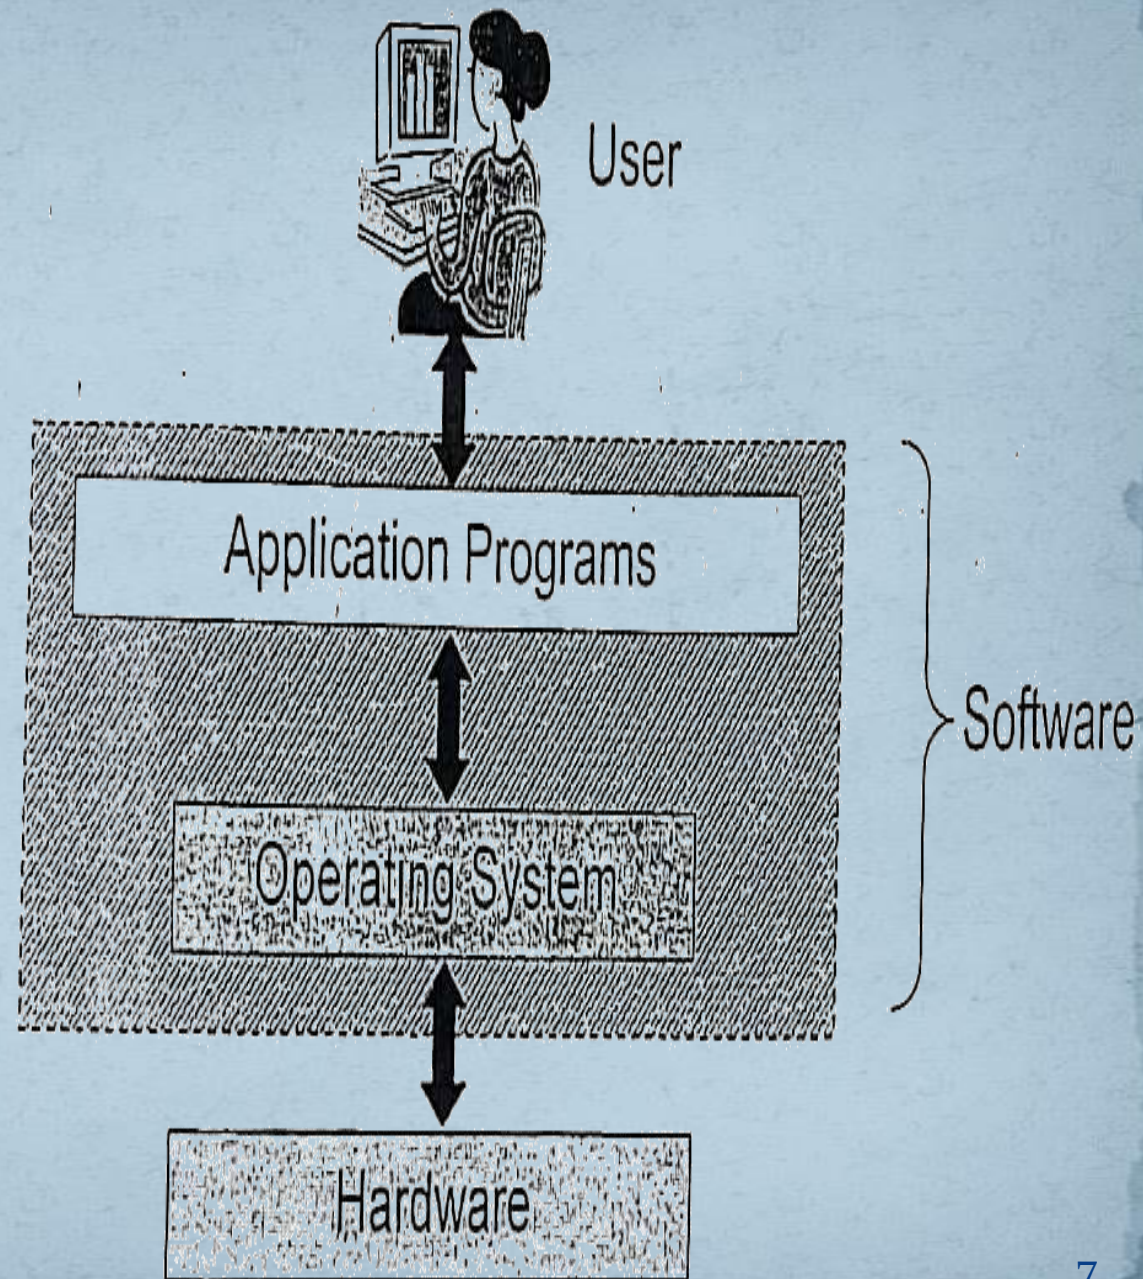 User
Application Programs
Software
Operating System
Hardware
7